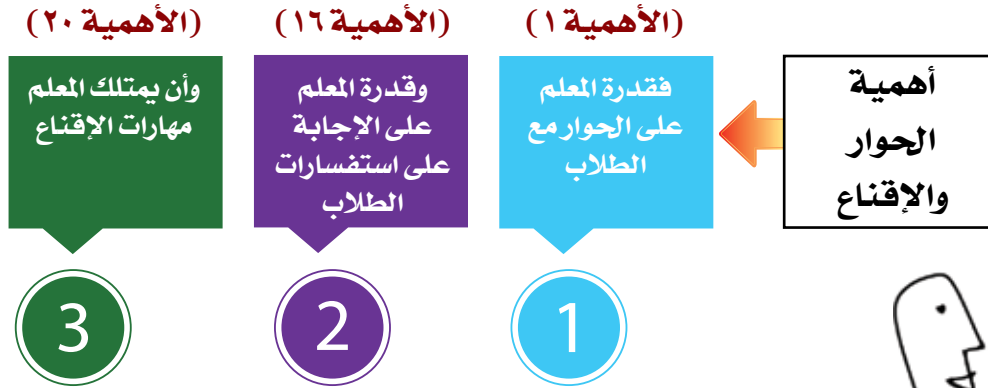 أهمية
الحوار
والإقناع
(الأهمية ١)
فقدرة المعلم
على الحوار مع
الطلاب
1
(الأهمية ١٦)
وقدرة المعلم
على الإجابة
على استفسارات
الطلاب
2
(الأهمية ٢٠)
وأن يمتلك المعلم
مهارات الإقناع
3